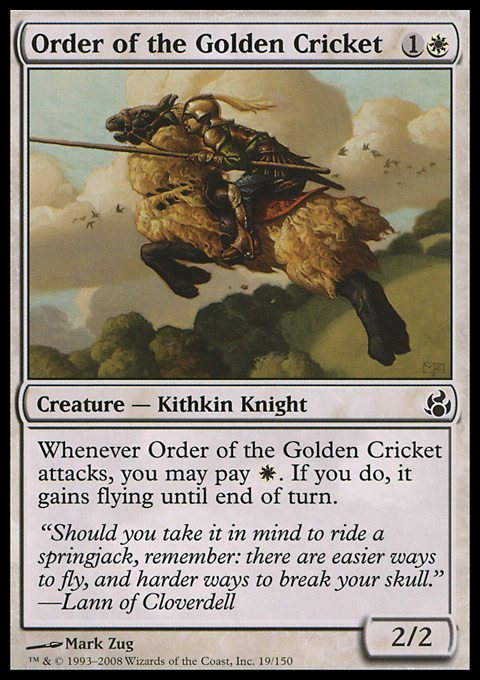 Order of the Golden Cricket 1
Creature — Kithkin Knight
Whenever Order of the Golden Cricket
attacks, you may pay . If you do, it
gains flying until end of turn.
“Should you take it in mind to ride a
springjack, remember: there are easier ways
to fly, and harder ways to break your skull.”
—Lann of Cloverdell
Mark Zug
2/2
™ & © 1993–2008 Wizards of the Coast, Inc. 19/150